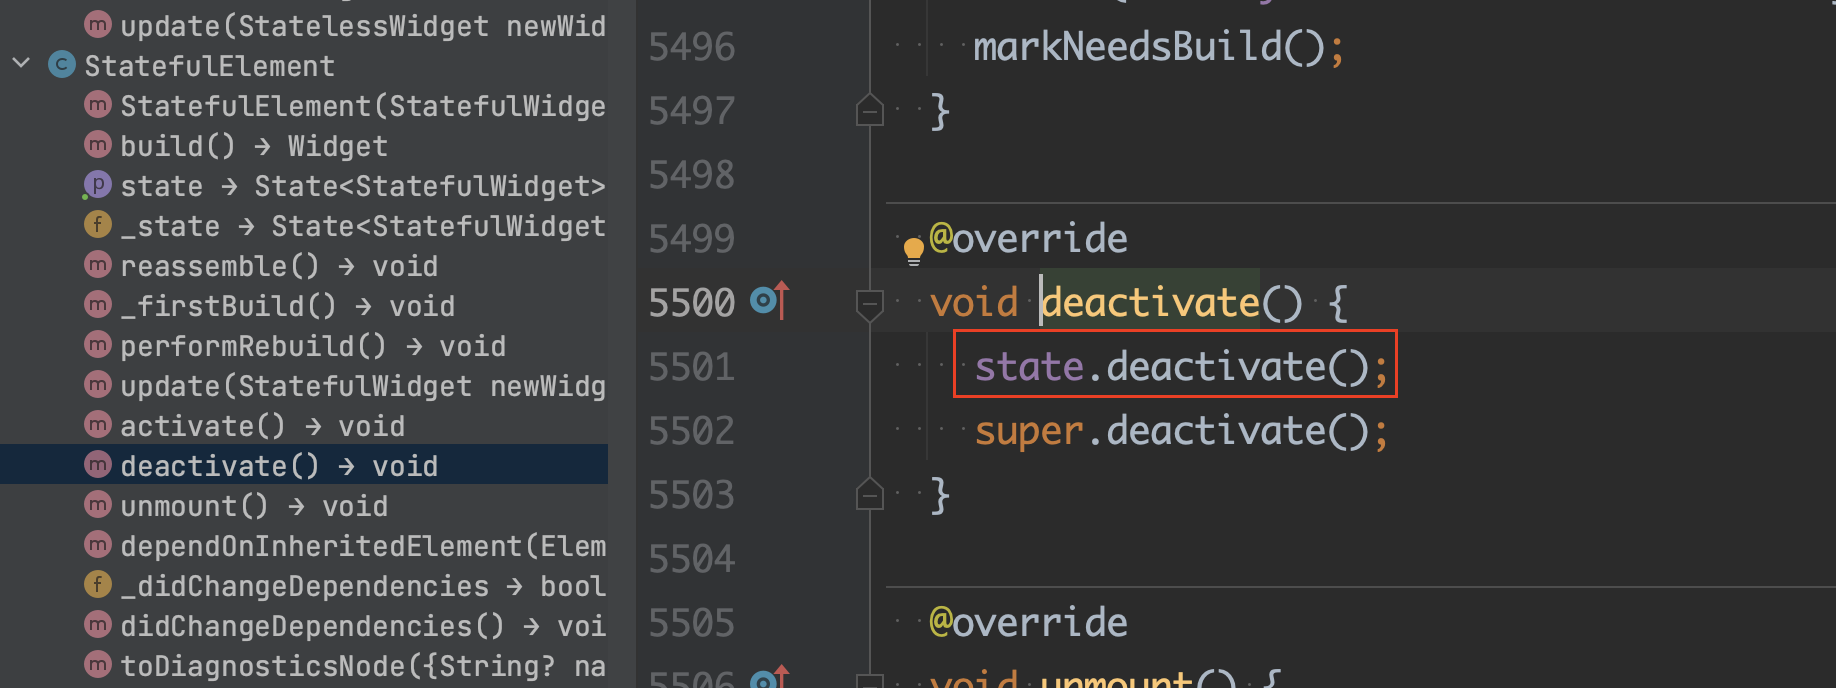 update(StatelessWidget newWid
StatefulElement
StatefulElement(StatefulWidge
build() → Widget
state → State<StatefulWidget>
_state → State<StatefulWidget
reassemble() → void
_firstBuild() → void
performRebuild() → void
update(StatefulWidget newWidg
activate() → void
deactivate() → void
unmount() → void
dependOnInheritedElement(Elem
_didChangeDependencies → bool
didChangeDependencies() → voi
toDiagnosticsNode({String? na
5496 markNeedsBuild();
5497 }
5498
5499 @override
5500 void deactivate() {
5501 state.deactivate();
5502 super.deactivate();
5503 }
5504
5505 @override
5506 void unmount() {